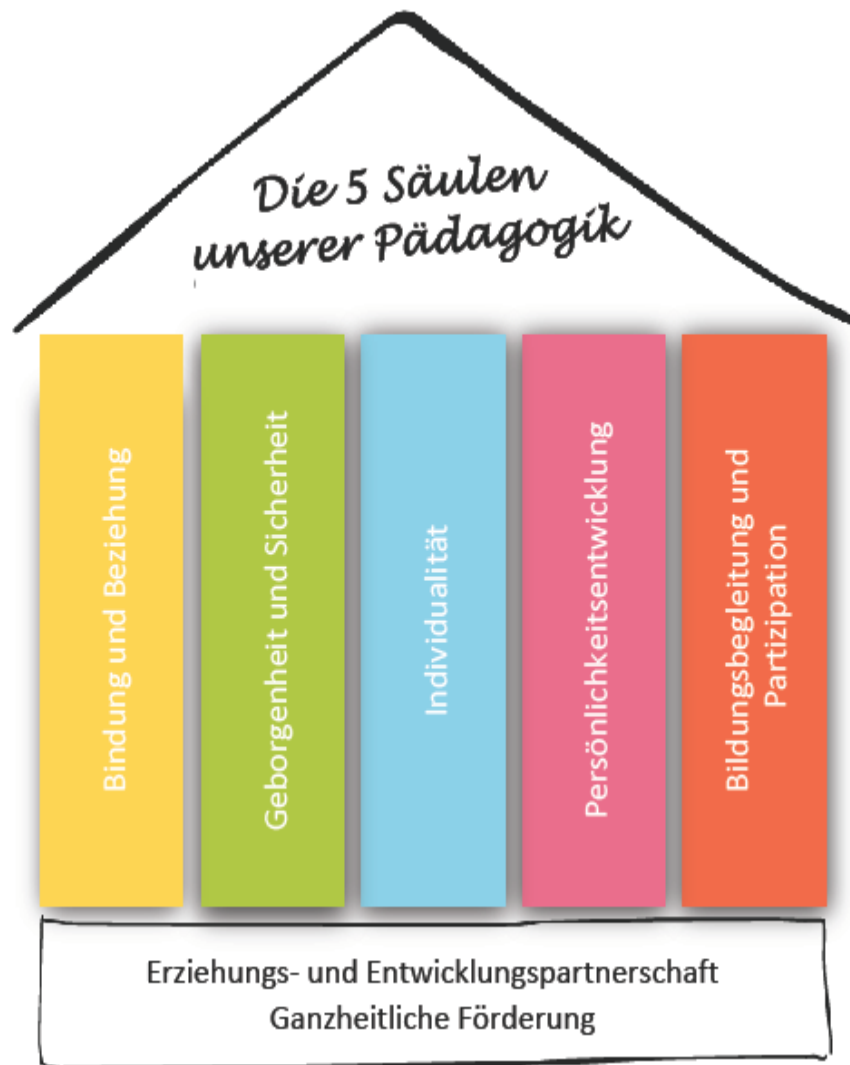 Die 5 Säulen
unserer Pädagogik
Bindung und Beziehung
Geborgenheit und Sicherheit
Individualität
Persönlichkeitsentwicklung
Bildungsbegleitung und
Partizipation
Erziehungs- und Entwicklungspartnerschaft
Ganzheitliche Förderung